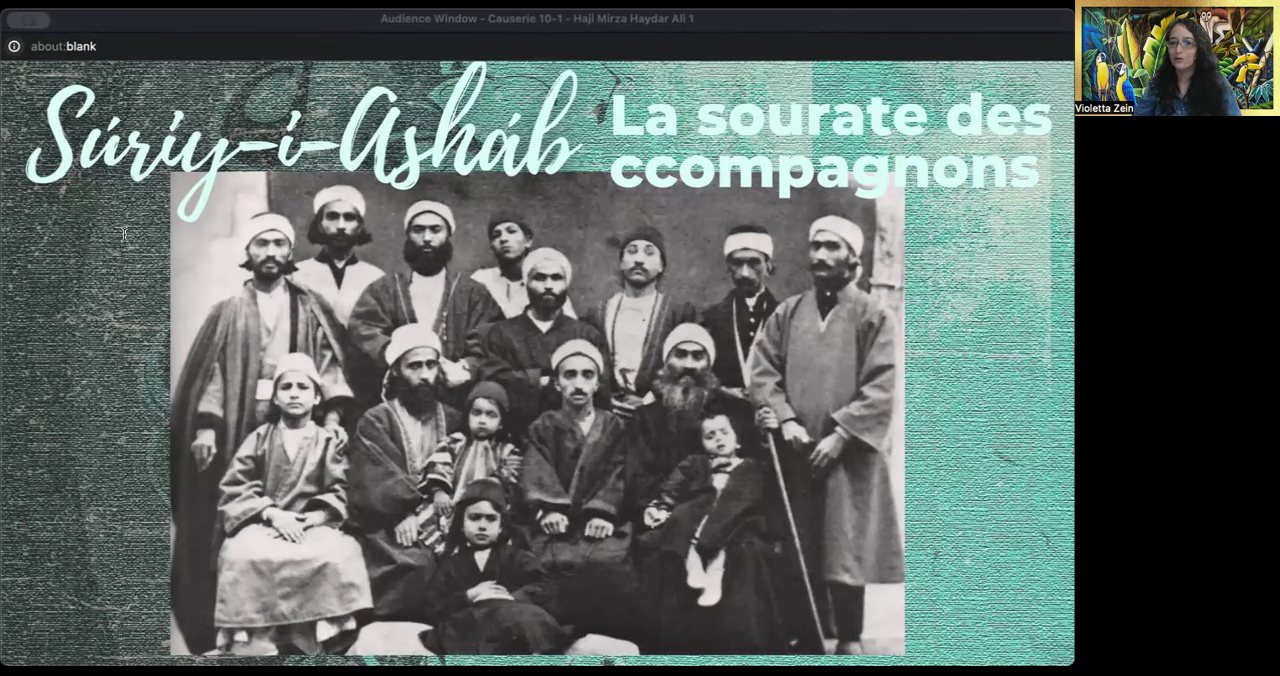 Audience Window - Causerie 10-1 - Haji Mirza Haydar Ali 1
about:blank
Violetta Zein
Súriy-i-Asháb
La sourate des
ccompagnons